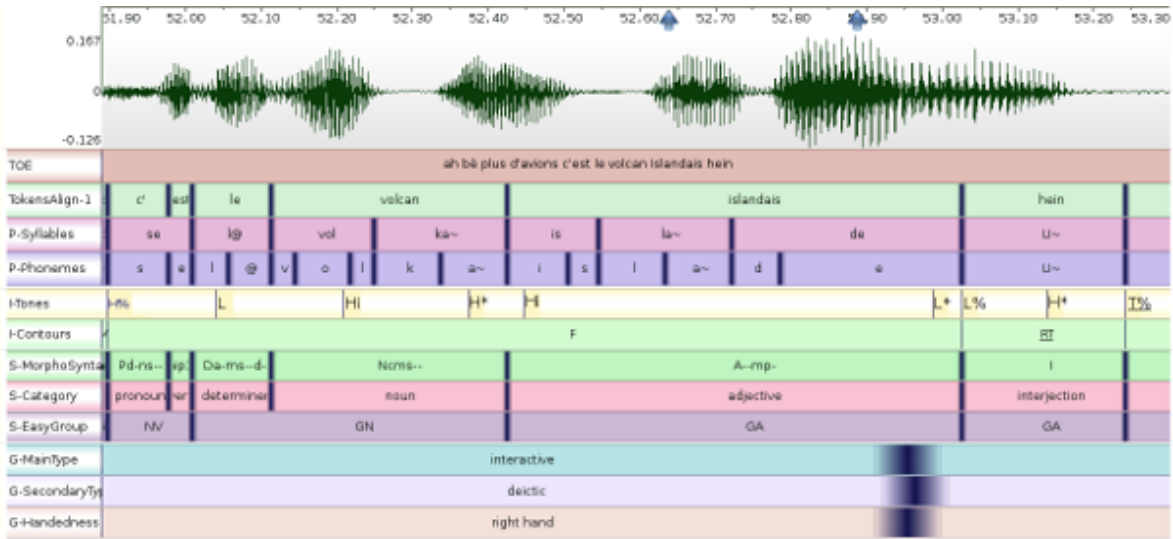 51.90 52.00 52.10 52.20 52.30 52.40 52.50 52.60 52.70 52.80 52.90 53.00 53.10 53.20 53.30
0.167
0
-0.126
TOE ah bè plus d'avions c'est le volcan Islandais hein
TokensAlign-1 c' est le volcan islandais hein
P-Syllables se l@ vol ka~ is la~ de U~
P-Phonemes s e l @ v o l k a~ i s l a~ d e U~
I-Tones H% L Hi H* Hi L* L% H* T%
I-Contours F RT
S-MorphoSynta Pd-ns-- ip: Da-ms--d- Ncms-- A--mp- I
S-Category pronoun er determiner noun adjective interjection
S-EasyGroup NV GN GA GA
G-MainType interactive
G-SecondaryTyp deictic
G-Handedness right hand